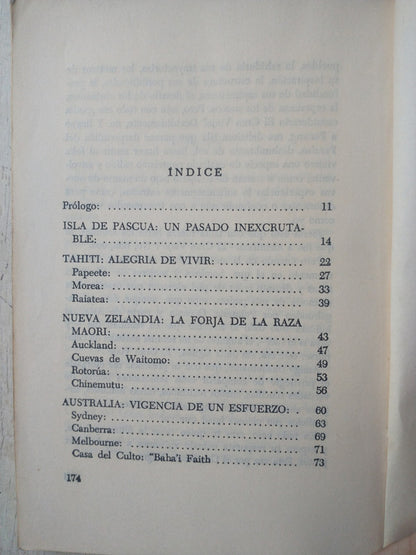 ÍNDICE
Prólogo: 11
ISLA DE PASCUA: UN PASADO INEXCRUTA-
BLE: 14
TAHITI: ALEGRIA DE VIVIR: 22
Papeete: 27
Morea: 33
Raiatea: 39
NUEVA ZELANDIA: LA FORJA DE LA RAZA
MAORI: 43
Auckland: 47
Cuevas de Waitomo: 49
Rotorúa: 53
Chinemutu: 56
AUSTRALIA: VIGENCIA DE UN ESFUERZO: 60
Sydney: 63
Canberra: 69
Melbourne: 71
Casa del Culto: "Baha'i Faith 73
174